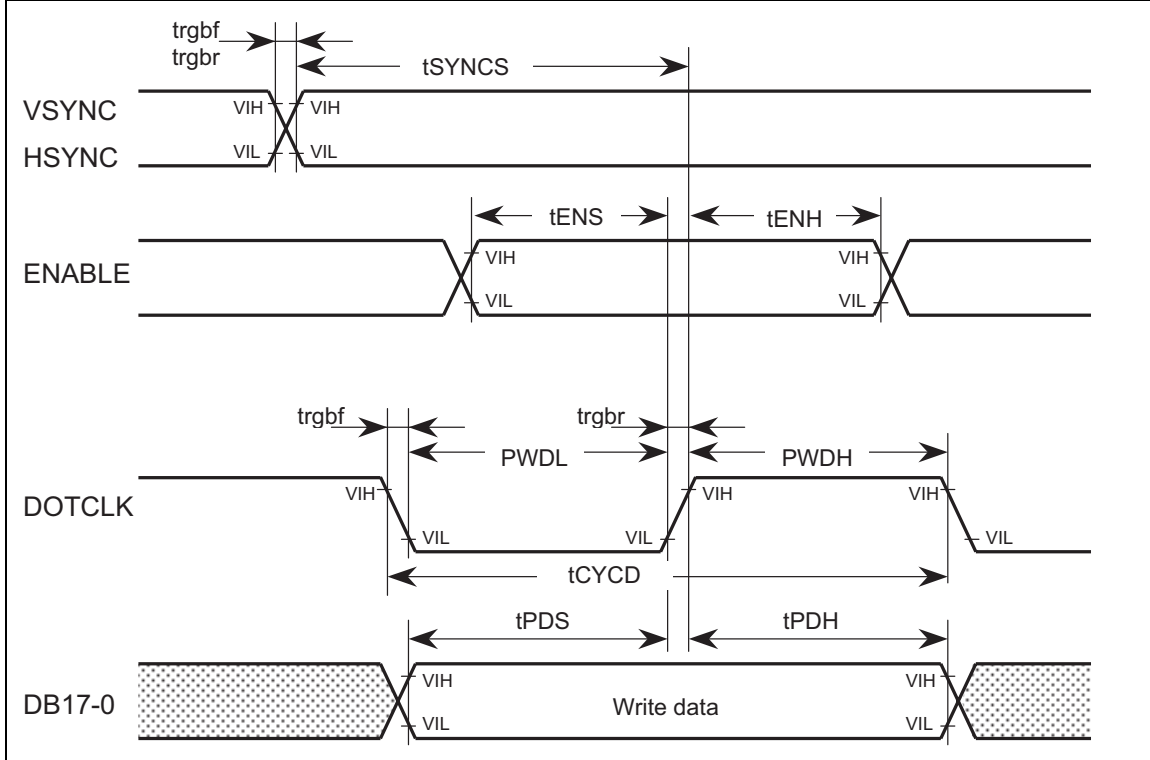 trgbf
trgbr
tSYNCS
VSYNC
VIH VIH
HSYNC
VIL VIL
tENS tENH
ENABLE
VIH VIH
VIL VIL
trgbf trgbr
PWDL PWDH
DOTCLK
VIH VIH VIH
VIL VIL VIL
tCYCD
tPDS tPDH
DB17-0
VIH VIH
Write data
VIL VIL